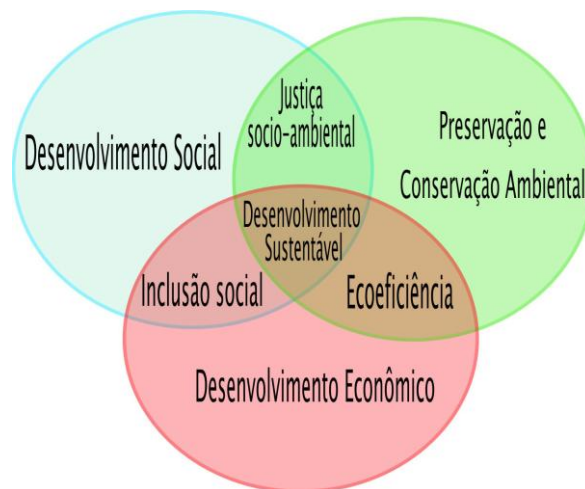 Justiça
socio-ambiental
Desenvolvimento Social
Preservação e
Conservação Ambiental
Desenvolvimento
Sustentável
Inclusão social
Ecoeficiência
Desenvolvimento Econômico